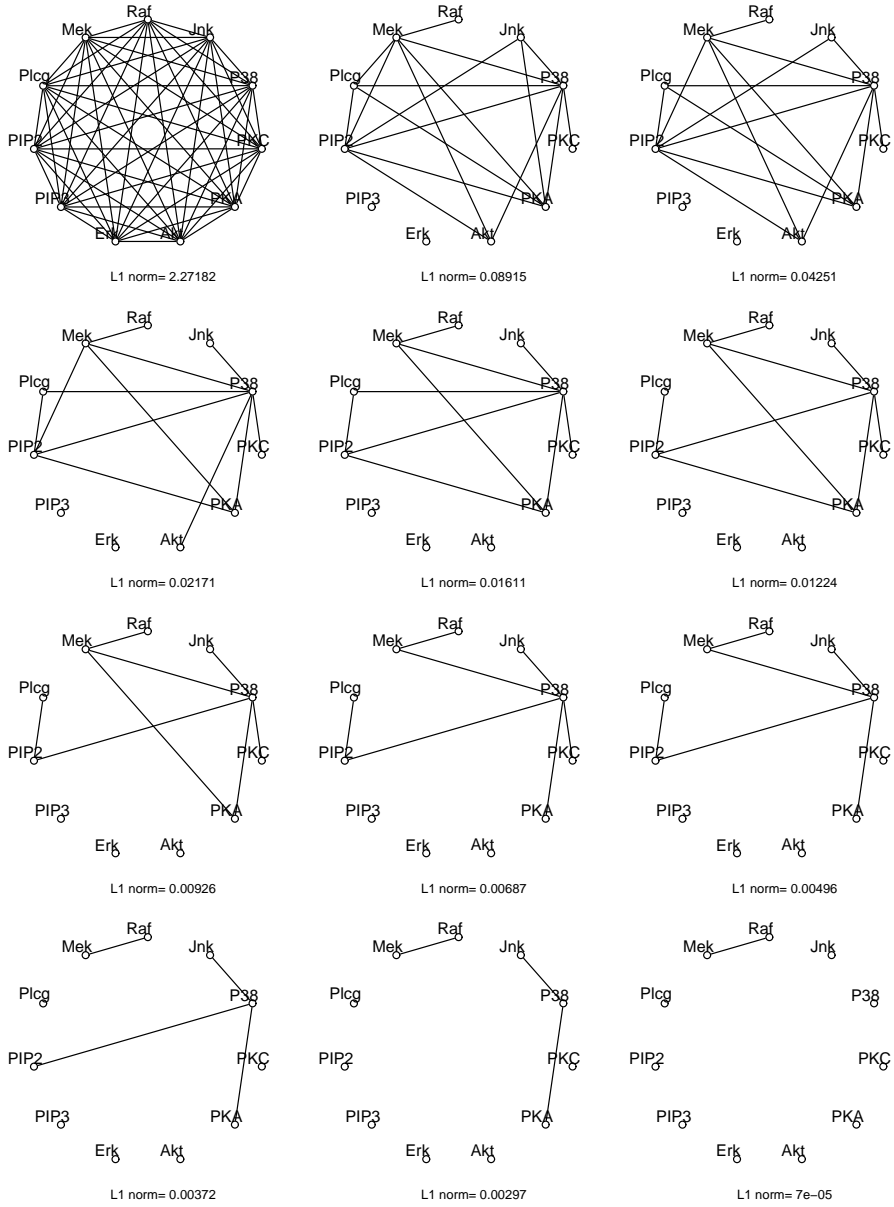 Raf
Mek
Jnk
Plcg
P38
PIP2
PKC
PIP3
PKA
Erk
Akt
L1 norm= 2.27182
Raf
Mek
Jnk
Plcg
P38
PIP2
PKC
PIP3
PKA
Erk
Akt
L1 norm= 0.08915
Raf
Mek
Jnk
Plcg
P38
PIP2
PKC
PIP3
PKA
Erk
Akt
L1 norm= 0.04251
Raf
Mek
Jnk
Plcg
P38
PIP2
PKC
PIP3
PKA
Erk
Akt
L1 norm= 0.02171
Raf
Mek
Jnk
Plcg
P38
PIP2
PKC
PIP3
PKA
Erk
Akt
L1 norm= 0.01611
Raf
Mek
Jnk
Plcg
P38
PIP2
PKC
PIP3
PKA
Erk
Akt
L1 norm= 0.01224
Raf
Mek
Jnk
Plcg
P38
PIP2
PKC
PIP3
PKA
Erk
Akt
L1 norm= 0.00926
Raf
Mek
Jnk
Plcg
P38
PIP2
PKC
PIP3
PKA
Erk
Akt
L1 norm= 0.00687
Raf
Mek
Jnk
Plcg
P38
PIP2
PKC
PIP3
PKA
Erk
Akt
L1 norm= 0.00496
Raf
Mek
Jnk
Plcg
P38
PIP2
PKC
PIP3
PKA
Erk
Akt
L1 norm= 0.00372
Raf
Mek
Jnk
Plcg
P38
PIP2
PKC
PIP3
PKA
Erk
Akt
L1 norm= 0.00297
Raf
Mek
Jnk
Plcg
P38
PIP2
PKC
PIP3
PKA
Erk
Akt
L1 norm= 7e−05